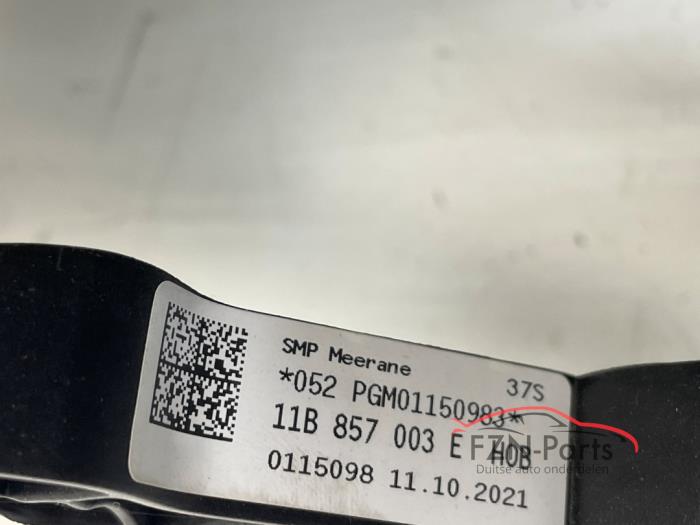 SMP Meerane
37S
*052 PGM01150983*
11B 857 003 E H0B
0115098 11.10.2021
FZN-Parts
Duitse auto onderdelen